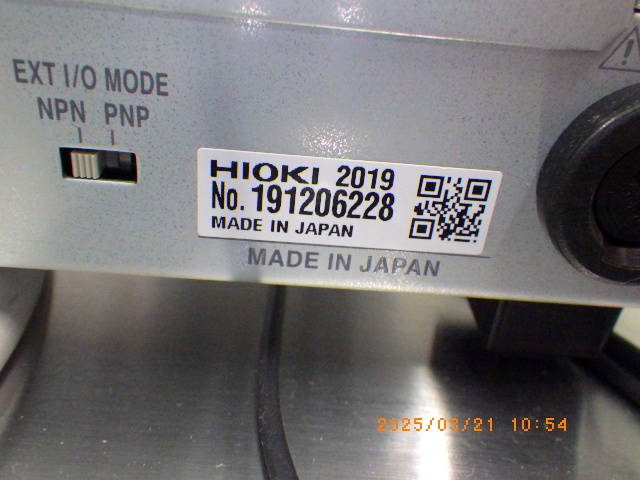 EXT I/O MODE
NPN PNP
HIOKI 2019
No. 191206228
MADE IN JAPAN
MADE IN JAPAN
2025/03/21 10:54